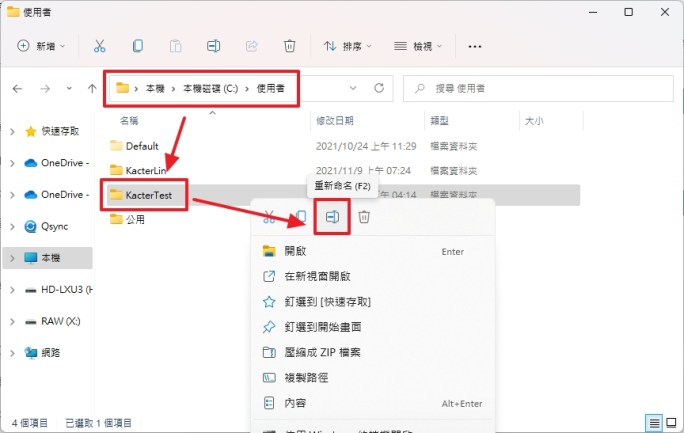 使用者
新增
排序
檢視
本機 本機磁碟 (C:) 使用者
搜尋 使用者
名稱 修改日期 類型 大小
快速存取
OneDrive -
OneDrive -
Qsync
本機
HD-LXU3 (H
RAW (X:)
網路
Default 2021/10/24 上午 11:29 檔案資料夾
KacterLin 2021/11/9 上午 07:24 檔案資料夾
KacterTest 午 04:14 檔案資料夾
公用
重新命名 (F2)
開啟 Enter
在新視窗開啟
釘選到 [快速存取]
釘選到開始畫面
壓縮成 ZIP 檔案
複製路徑
內容 Alt+Enter
4 個項目 已選取 1 個項目